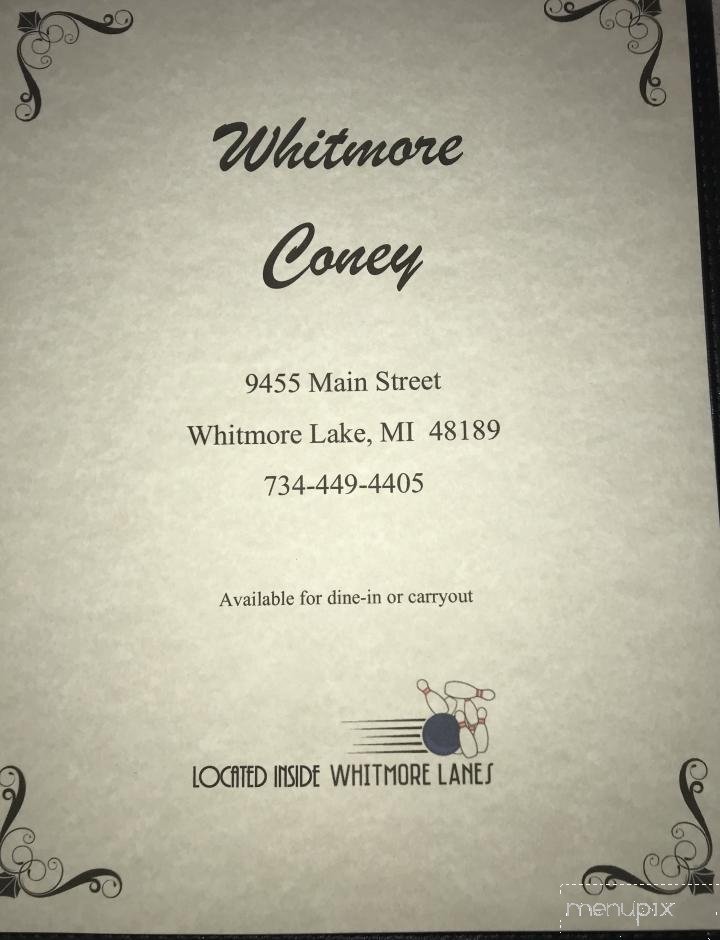 Whitmore
Coney
9455 Main Street
Whitmore Lake, MI  48189
734-449-4405
Available for dine-in or carryout
LOCATED INSIDE WHITMORE LANES
menupix